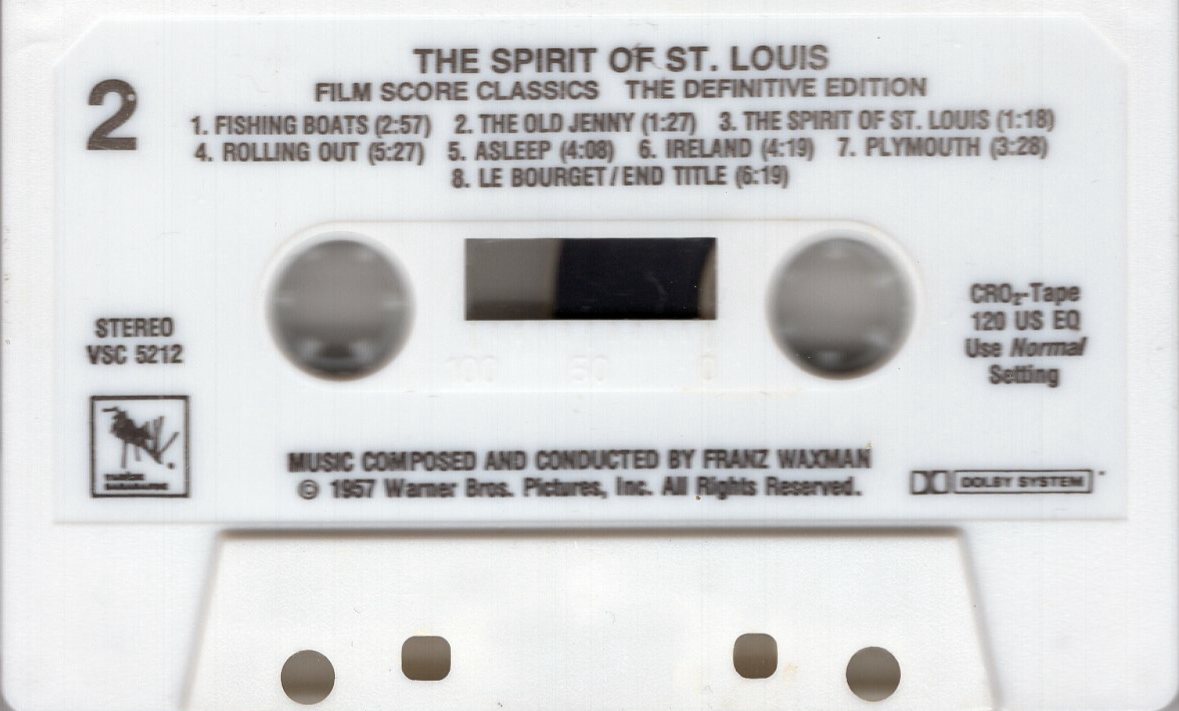 THE SPIRIT OF ST. LOUIS
2
FILM SCORE CLASSICS THE DEFINITIVE EDITION
1. FISHING BOATS (2:57) 2. THE OLD JENNY (1:27) 3. THE SPIRIT OF ST. LOUIS (1:18)
4. ROLLING OUT (5:27) 5. ASLEEP (4:08) 6. IRELAND (4:19) 7. PLYMOUTH (3:28)
8. LE BOURGET/END TITLE (6:19)
STEREO
VSC 5212
CRO₂-Tape
120 US EQ
Use Normal
Setting
100 50 0
VARÈSE
SARABANDE
MUSIC COMPOSED AND CONDUCTED BY FRANZ WAXMAN
© 1957 Warner Bros. Pictures, Inc. All Rights Reserved.
DOLBY SYSTEM